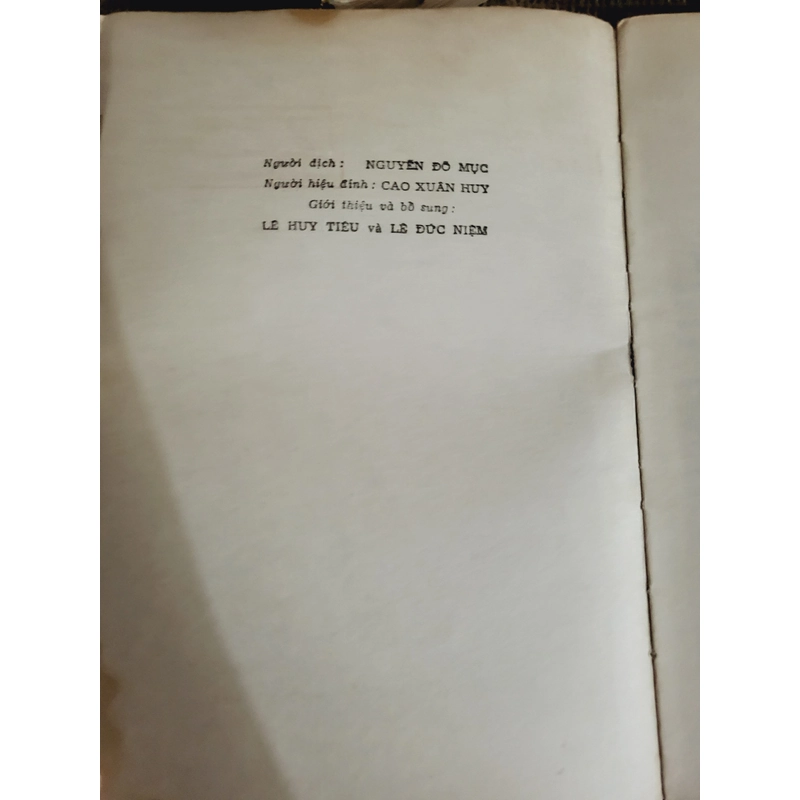 Người dịch: NGUYỄN ĐỖ MỤC
Người hiệu đính: CAO XUÂN HUY
Giới thiệu và bổ sung:
LÊ HUY TIÊU và LÊ ĐỨC NIỆM